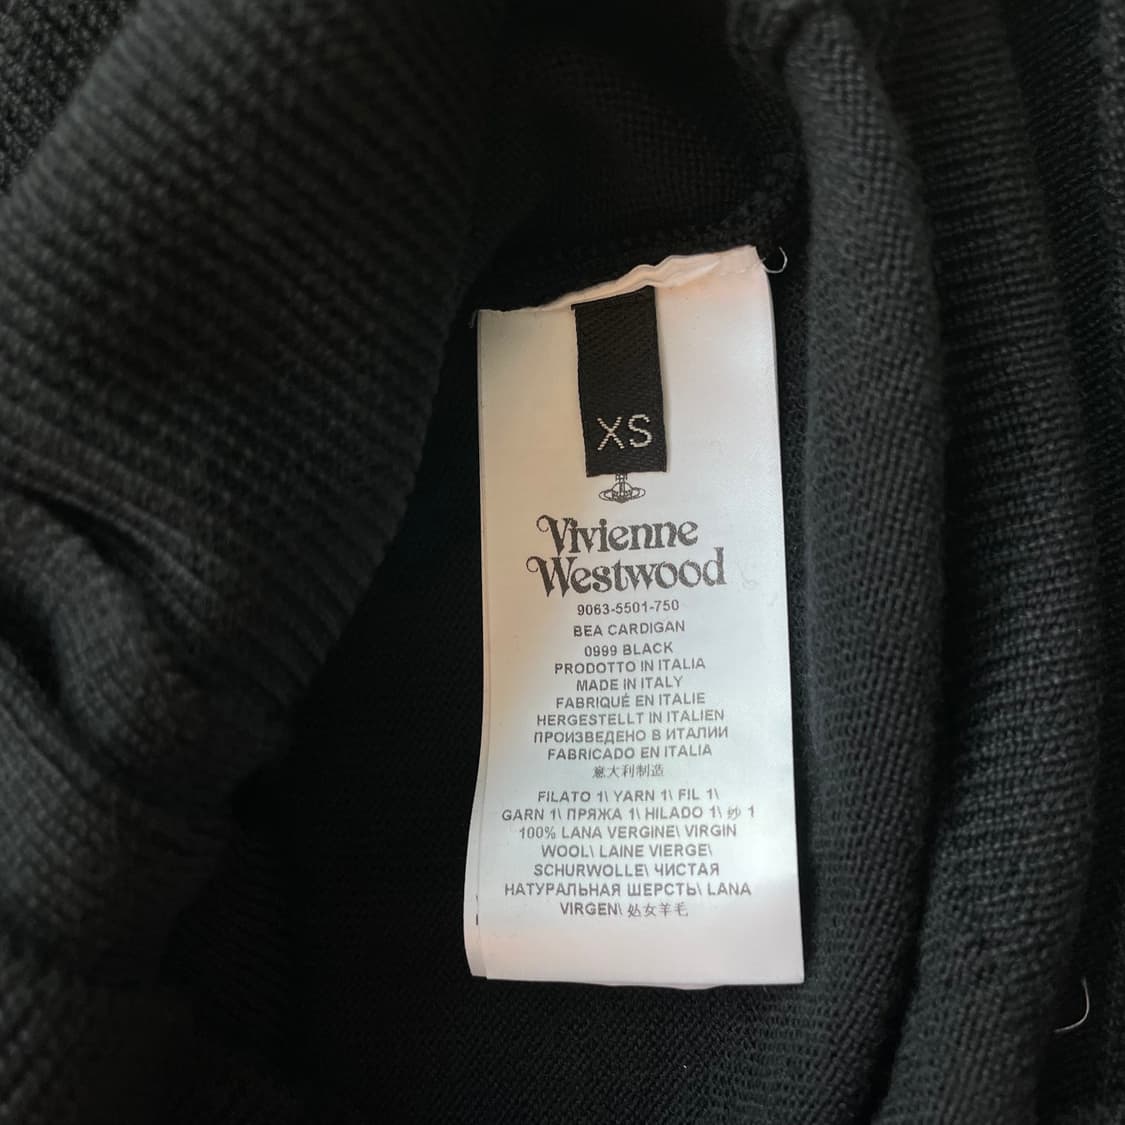 XS
Vivienne
Westwood
9063-5501-750
BEA CARDIGAN
0999 BLACK
PRODOTTO IN ITALIA
MADE IN ITALY
FABRIQUÉ EN ITALIE
HERGESTELLT IN ITALIEN
ПРОИЗВЕДЕНО В ИТАЛИИ
FABRICADO EN ITALIA
意大利制造
FILATO 1\ YARN 1\ FIL 1\
GARN 1\ ПРЯЖА 1\ HILADO 1\ 纱 1
100% LANA VERGINE\ VIRGIN
WOOL\ LAINE VIERGE\
SCHURWOLLE\ ЧИСТАЯ
НАТУРАЛЬНАЯ ШЕРСТЬ\ LANA
VIRGEN\ 处女羊毛